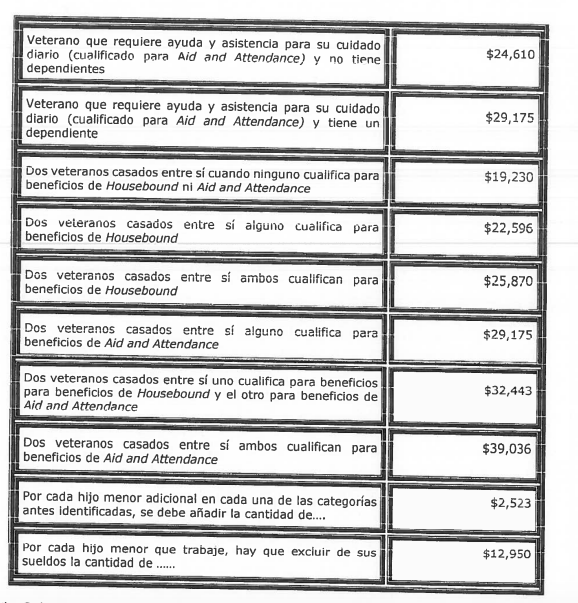 Veterano que requiere ayuda y asistencia para su cuidado
diario (cualificado para Aid and Attendance) y no tiene
dependientes
$24,610
Veterano que requiere ayuda y asistencia para su cuidado
diario (cualificado para Aid and Attendance) y tiene un
dependiente
$29,175
Dos veteranos casados entre sí cuando ninguno cualifica para
beneficios de Housebound ni Aid and Attendance
$19,230
Dos veteranos casados entre sí alguno cualifica para
beneficios de Housebound
$22,596
Dos veteranos casados entre sí ambos cualifican para
beneficios de Housebound
$25,870
Dos veteranos casados entre sí alguno cualifica para
beneficios de Aid and Attendance
$29,175
Dos veteranos casados entre sí uno cualifica para beneficios
para beneficios de Housebound y el otro para beneficios de
Aid and Attendance
$32,443
Dos veteranos casados entre sí ambos cualifican para
beneficios de Aid and Attendance
$39,036
Por cada hijo menor adicional en cada una de las categorías
antes identificadas, se debe añadir la cantidad de....
$2,523
Por cada hijo menor que trabaje, hay que excluir de sus
sueldos la cantidad de ......
$12,950